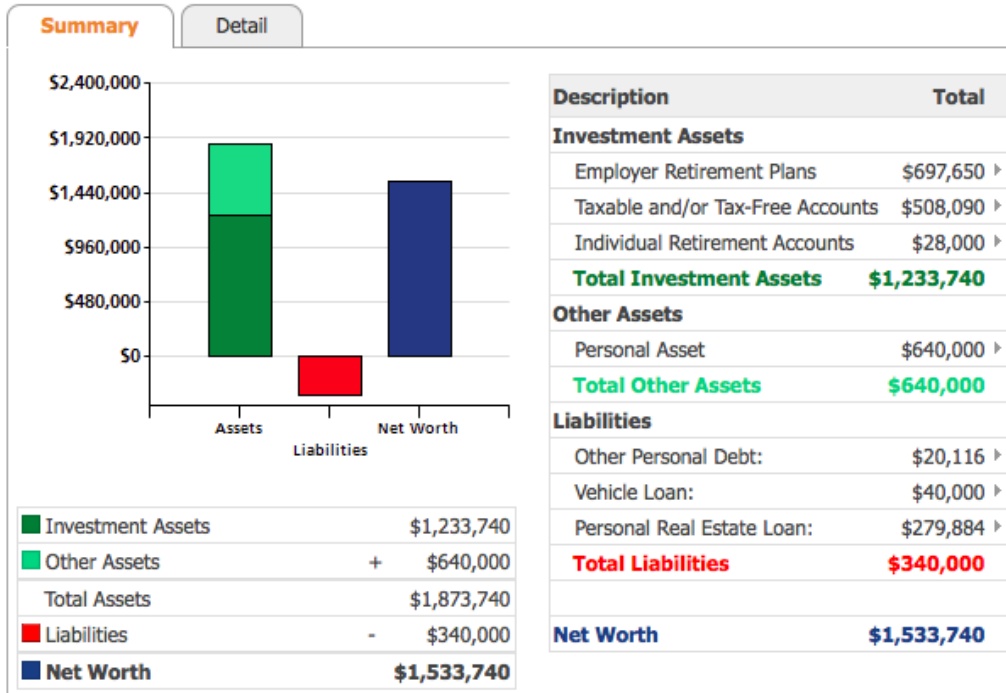 Summary Detail
$2,400,000
$1,920,000
$1,440,000
$960,000
$480,000
$0
Assets Net Worth
Liabilities
Investment Assets $1,233,740
Other Assets + $640,000
Total Assets $1,873,740
Liabilities - $340,000
Net Worth $1,533,740
Description Total
Investment Assets
Employer Retirement Plans $697,650
Taxable and/or Tax-Free Accounts $508,090
Individual Retirement Accounts $28,000
Total Investment Assets $1,233,740
Other Assets
Personal Asset $640,000
Total Other Assets $640,000
Liabilities
Other Personal Debt: $20,116
Vehicle Loan: $40,000
Personal Real Estate Loan: $279,884
Total Liabilities $340,000
Net Worth $1,533,740